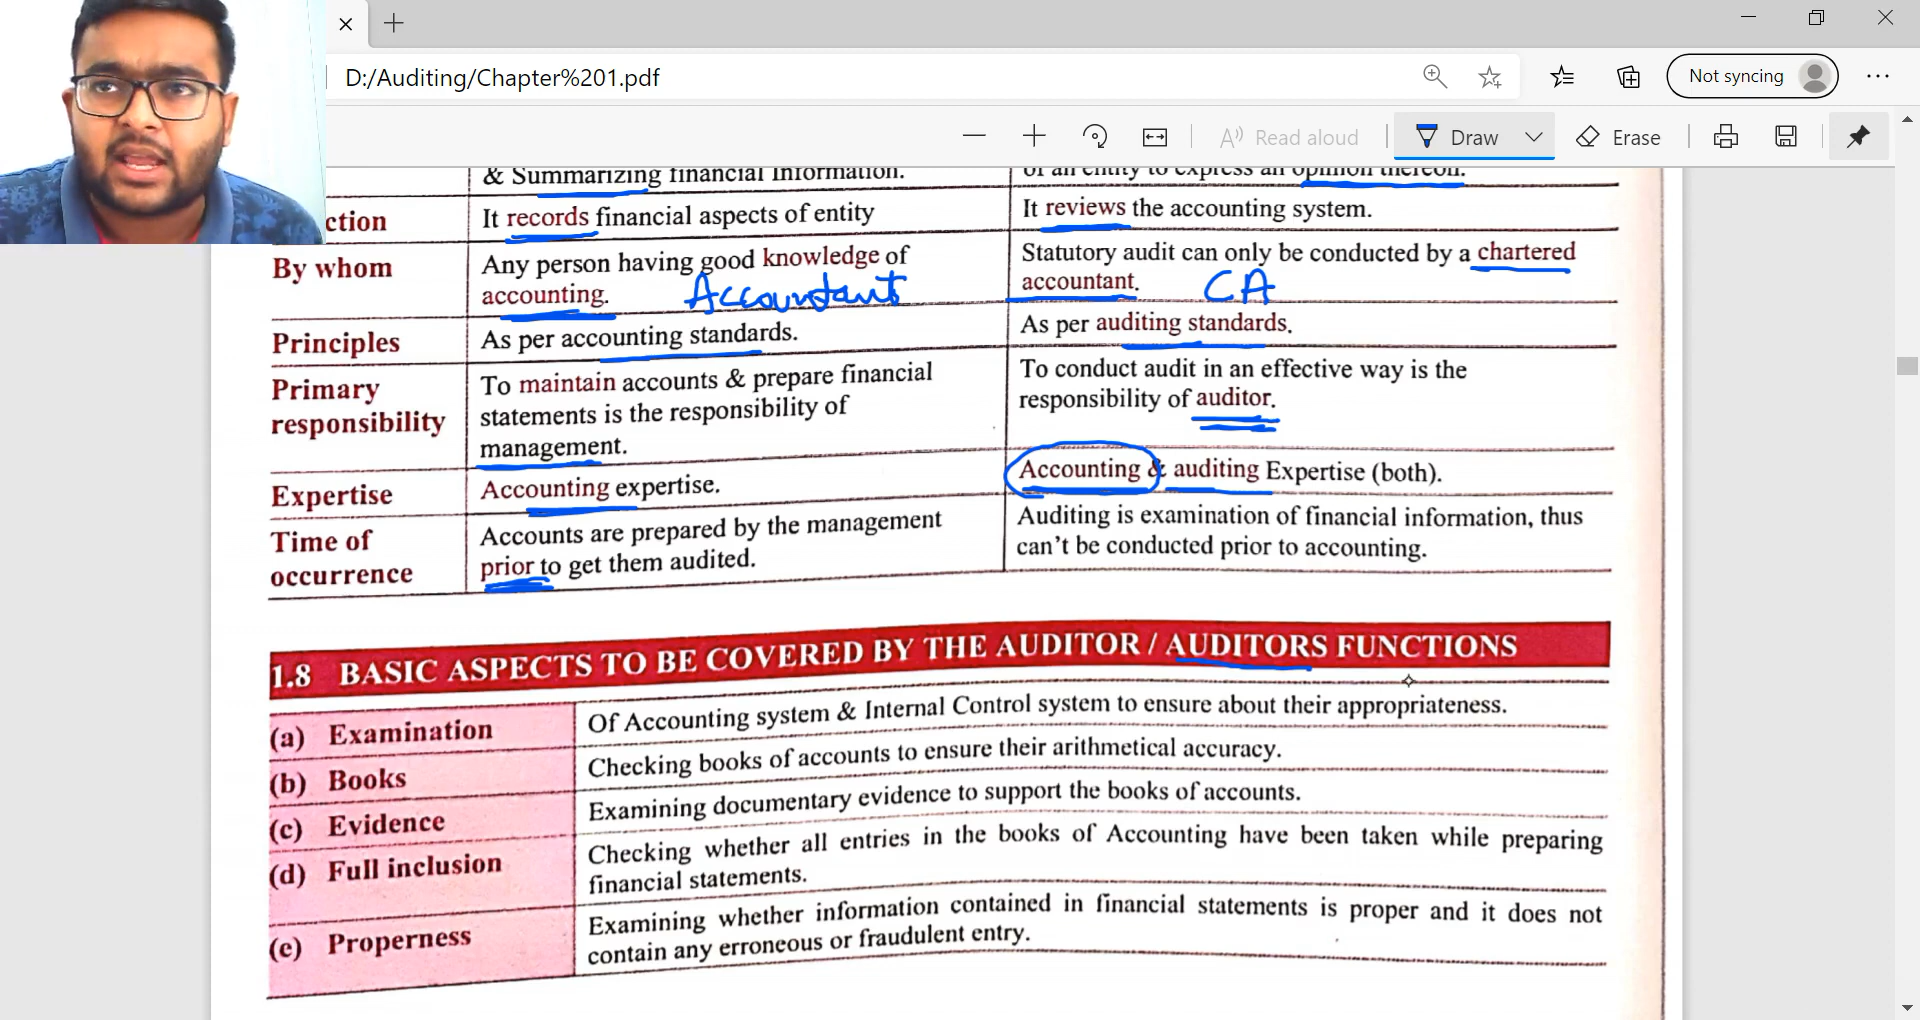 D:/Auditing/Chapter%201.pdf
Not syncing
Read aloud
Draw
Erase
& Summarizing financial information.
of an entity to express an opinion thereon.
ction
It records financial aspects of entity
It reviews the accounting system.
By whom
Any person having good knowledge of
accounting.
Accountant
Statutory audit can only be conducted by a chartered
accountant.
CA
Principles
As per accounting standards.
As per auditing standards.
Primary
responsibility
To maintain accounts & prepare financial
statements is the responsibility of
management.
To conduct audit in an effective way is the
responsibility of auditor.
Expertise
Accounting expertise.
Accounting & auditing Expertise (both).
Time of
occurrence
Accounts are prepared by the management
prior to get them audited.
Auditing is examination of financial information, thus
can't be conducted prior to accounting.
1.8 BASIC ASPECTS TO BE COVERED BY THE AUDITOR / AUDITORS FUNCTIONS
(a) Examination
Of Accounting system & Internal Control system to ensure about their appropriateness.
(b) Books
Checking books of accounts to ensure their arithmetical accuracy.
(c) Evidence
Examining documentary evidence to support the books of accounts.
(d) Full inclusion
Checking whether all entries in the books of Accounting have been taken while preparing
financial statements.
(e) Properness
Examining whether information contained in financial statements is proper and it does not
contain any erroneous or fraudulent entry.